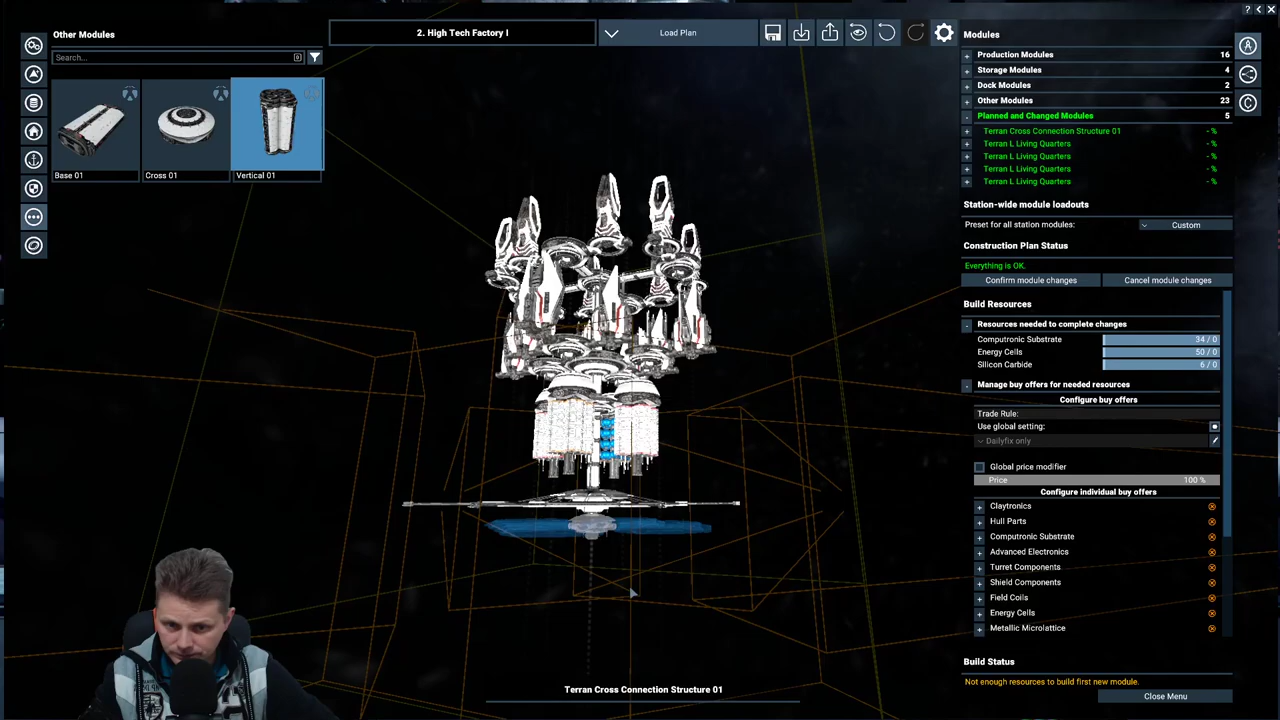 Other Modules
Search...
Base 01
Cross 01
Vertical 01
2. High Tech Factory I
Load Plan
Terran Cross Connection Structure 01
Modules
Production Modules 16
Storage Modules 4
Dock Modules 2
Other Modules 23
Planned and Changed Modules 5
Terran Cross Connection Structure 01 - %
Terran L Living Quarters - %
Terran L Living Quarters - %
Terran L Living Quarters - %
Terran L Living Quarters - %
Station-wide module loadouts
Preset for all station modules: Custom
Construction Plan Status
Everything is OK.
Confirm module changes Cancel module changes
Build Resources
Resources needed to complete changes
Computronic Substrate 34 / 0
Energy Cells 50 / 0
Silicon Carbide 6 / 0
Manage buy offers for needed resources
Configure buy offers
Trade Rule:
Use global setting:
Dailyfix only
Global price modifier
Price 100 %
Configure individual buy offers
Claytronics
Hull Parts
Computronic Substrate
Advanced Electronics
Turret Components
Shield Components
Field Coils
Energy Cells
Metallic Microlattice
Build Status
Not enough resources to build first new module.
Close Menu